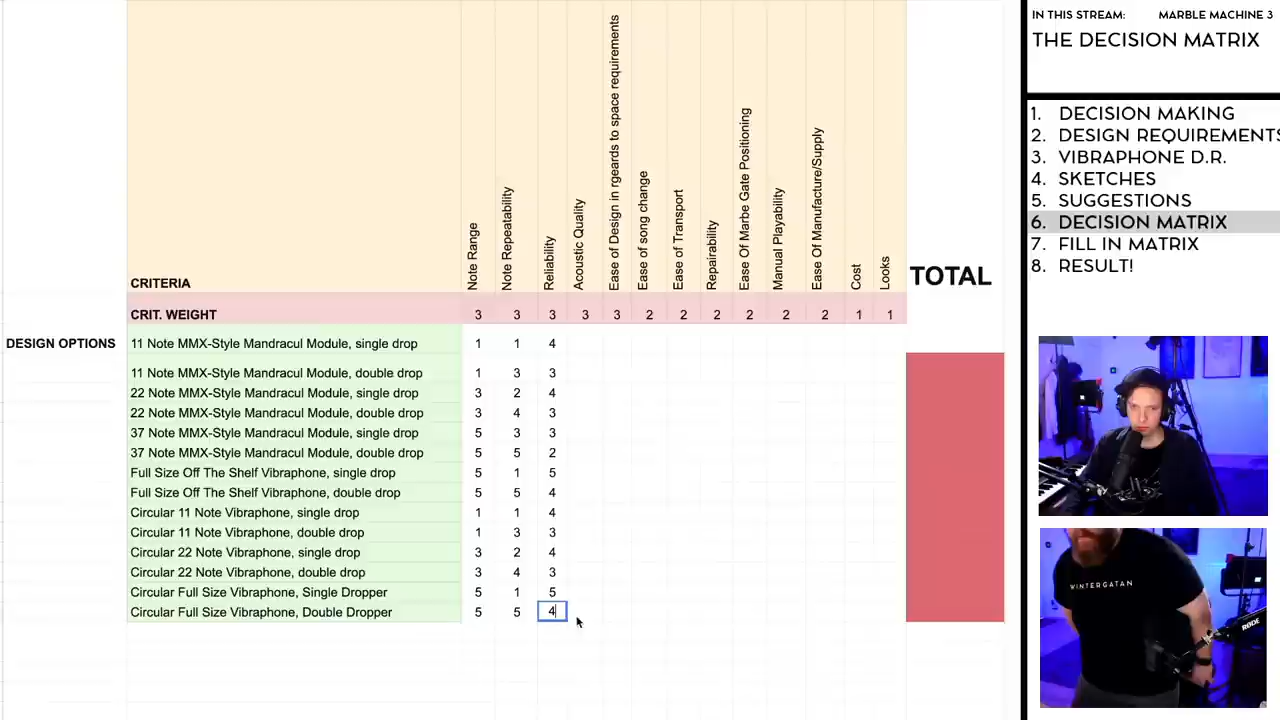 IN THIS STREAM: MARBLE MACHINE 3
THE DECISION MATRIX
1. DECISION MAKING
2. DESIGN REQUIREMENTS
3. VIBRAPHONE D.R.
4. SKETCHES
5. SUGGESTIONS
6. DECISION MATRIX
7. FILL IN MATRIX
8. RESULT!
CRITERIA
Note Range
Note Repeatability
Reliability
Acoustic Quality
Ease of Design in rgeards to space requirements
Ease of song change
Ease of Transport
Repairability
Ease Of Marbe Gate Positioning
Manual Playability
Ease Of Manufacture/Supply
Cost
Looks
TOTAL
CRIT. WEIGHT 3 3 3 3 3 2 2 2 2 2 2 1 1
DESIGN OPTIONS 11 Note MMX-Style Mandracul Module, single drop 1 1 4
11 Note MMX-Style Mandracul Module, double drop 1 3 3
22 Note MMX-Style Mandracul Module, single drop 3 2 4
22 Note MMX-Style Mandracul Module, double drop 3 4 3
37 Note MMX-Style Mandracul Module, single drop 5 3 3
37 Note MMX-Style Mandracul Module, double drop 5 5 2
Full Size Off The Shelf Vibraphone, single drop 5 1 5
Full Size Off The Shelf Vibraphone, double drop 5 5 4
Circular 11 Note Vibraphone, single drop 1 1 4
Circular 11 Note Vibraphone, double drop 1 3 3
Circular 22 Note Vibraphone, single drop 3 2 4
Circular 22 Note Vibraphone, double drop 3 4 3
Circular Full Size Vibraphone, Single Dropper 5 1 5
Circular Full Size Vibraphone, Double Dropper 5 5 4
WINTERGATAN
RØDE